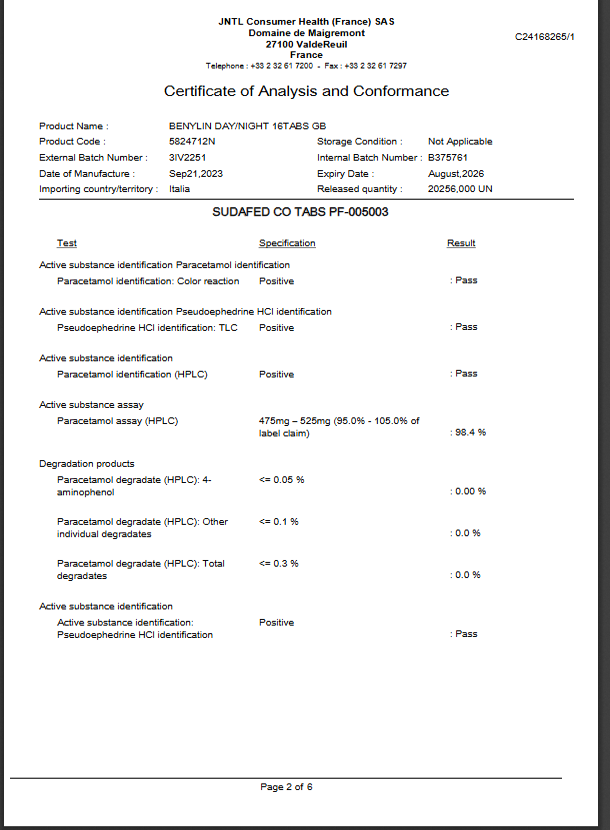 JNTL Consumer Health (France) SAS
Domaine de Maigremont
27100 ValdeReuil
France
Telephone : +33 2 32 61 7200 - Fax : +33 2 32 61 7297
C24168265/1
Certificate of Analysis and Conformance
Product Name : BENYLIN DAY/NIGHT 16TABS GB
Product Code : 5824712N Storage Condition : Not Applicable
External Batch Number : 3IV2251 Internal Batch Number : B375761
Date of Manufacture : Sep21,2023 Expiry Date : August,2026
Importing country/territory : Italia Released quantity : 20256,000 UN
SUDAFED CO TABS PF-005003
Test Specification Result
Active substance identification Paracetamol identification
Paracetamol identification: Color reaction Positive : Pass
Active substance identification Pseudoephedrine HCl identification
Pseudoephedrine HCl identification: TLC Positive : Pass
Active substance identification
Paracetamol identification (HPLC) Positive : Pass
Active substance assay
Paracetamol assay (HPLC) 475mg – 525mg (95.0% - 105.0% of
label claim) : 98.4 %
Degradation products
Paracetamol degradate (HPLC): 4- <= 0.05 %
aminophenol : 0.00 %
Paracetamol degradate (HPLC): Other <= 0.1 %
individual degradates : 0.0 %
Paracetamol degradate (HPLC): Total <= 0.3 %
degradates : 0.0 %
Active substance identification
Active substance identification: Positive
Pseudoephedrine HCl identification : Pass
Page 2 of 6